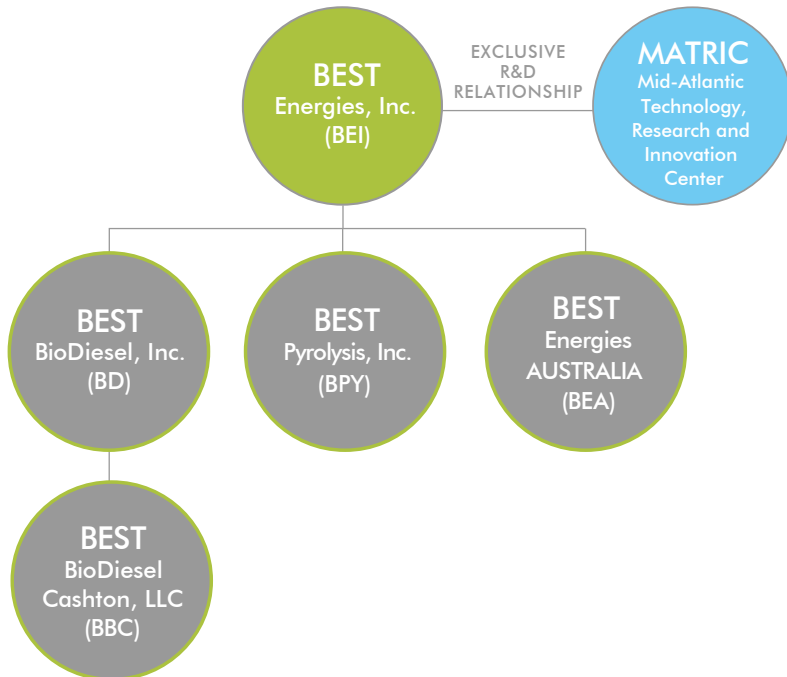 BEST
Energies, Inc.
(BEI)
EXCLUSIVE
R&D
RELATIONSHIP
MATRIC
Mid-Atlantic
Technology,
Research and
Innovation
Center
BEST
BioDiesel, Inc.
(BD)
BEST
Pyrolysis, Inc.
(BPY)
BEST
Energies
AUSTRALIA
(BEA)
BEST
BioDiesel
Cashton, LLC
(BBC)